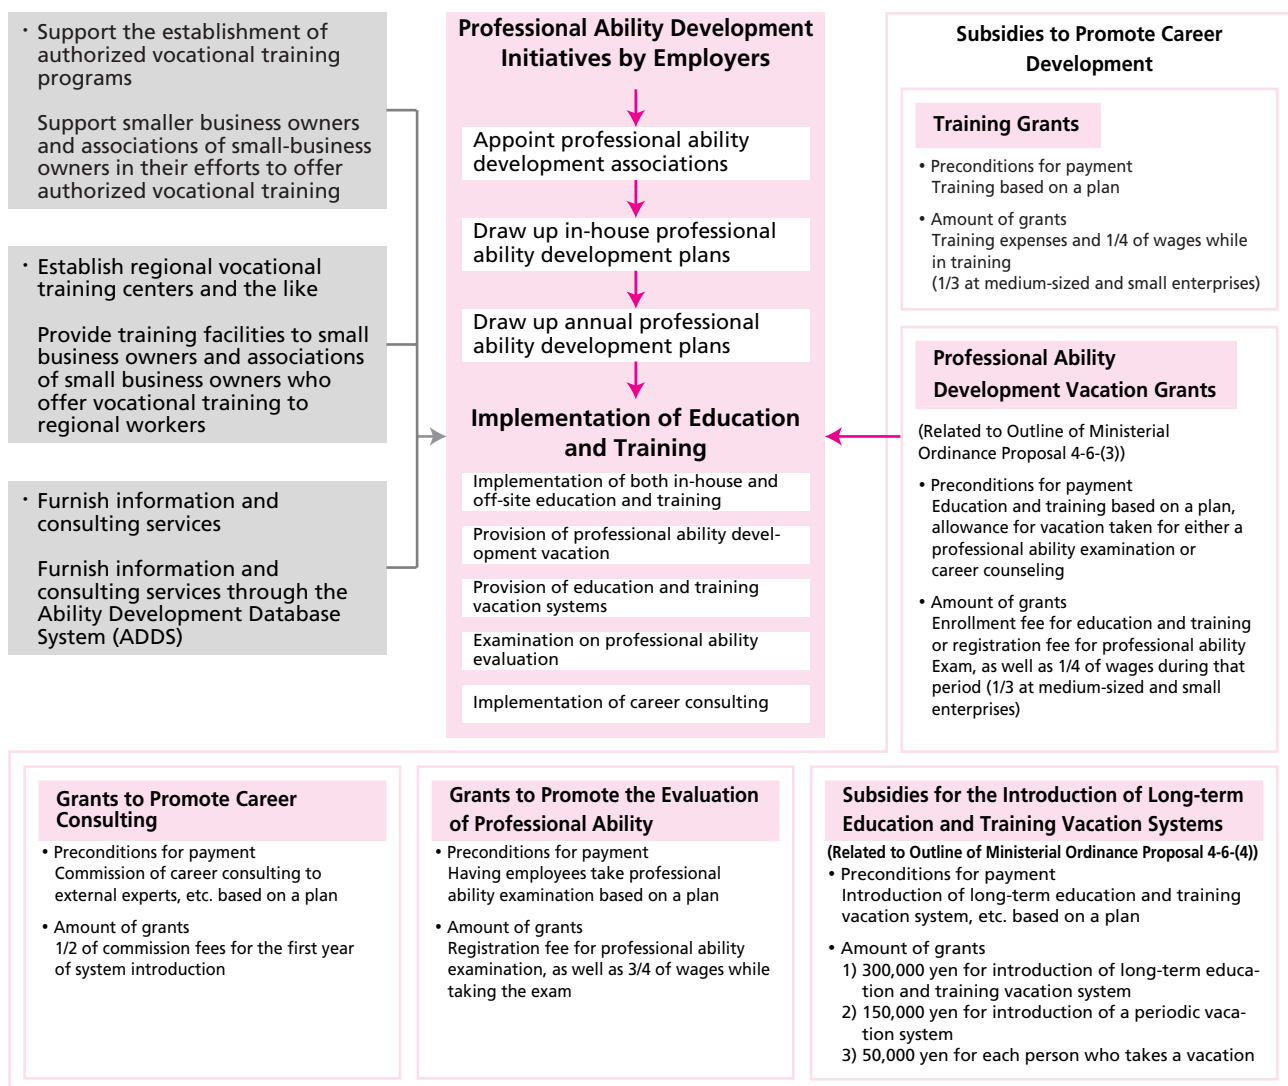 ・Support the establishment of
authorized vocational training
programs
Support smaller business owners
and associations of small-business
owners in their efforts to offer
authorized vocational training
・Establish regional vocational
training centers and the like
Provide training facilities to small
business owners and associations
of small business owners who
offer vocational training to
regional workers
・Furnish information and
consulting services
Furnish information and
consulting services through the
Ability Development Database
System (ADDS)
Professional Ability Development
Initiatives by Employers
Appoint professional ability
development associations
Draw up in-house professional
ability development plans
Draw up annual professional
ability development plans
Implementation of Education
and Training
Implementation of both in-house and
off-site education and training
Provision of professional ability devel-
opment vacation
Provision of education and training
vacation systems
Examination on professional ability
evaluation
Implementation of career consulting
Subsidies to Promote Career
Development
Training Grants
• Preconditions for payment
Training based on a plan
• Amount of grants
Training expenses and 1/4 of wages while
in training
(1/3 at medium-sized and small enterprises)
Professional Ability
Development Vacation Grants
(Related to Outline of Ministerial
Ordinance Proposal 4-6-(3))
• Preconditions for payment
Education and training based on a plan,
allowance for vacation taken for either a
professional ability examination or
career counseling
• Amount of grants
Enrollment fee for education and training
or registration fee for professional ability
Exam, as well as 1/4 of wages during that
period (1/3 at medium-sized and small
enterprises)
Grants to Promote Career
Consulting
• Preconditions for payment
Commission of career consulting to
external experts, etc. based on a plan
• Amount of grants
1/2 of commission fees for the first year
of system introduction
Grants to Promote the Evaluation
of Professional Ability
• Preconditions for payment
Having employees take professional
ability examination based on a plan
• Amount of grants
Registration fee for professional ability
examination, as well as 3/4 of wages while
taking the exam
Subsidies for the Introduction of Long-term
Education and Training Vacation Systems
(Related to Outline of Ministerial Ordinance Proposal 4-6-(4))
• Preconditions for payment
Introduction of long-term education and training
vacation system, etc. based on a plan
• Amount of grants
1) 300,000 yen for introduction of long-term educa-
tion and training vacation system
2) 150,000 yen for introduction of a periodic vaca-
tion system
3) 50,000 yen for each person who takes a vacation